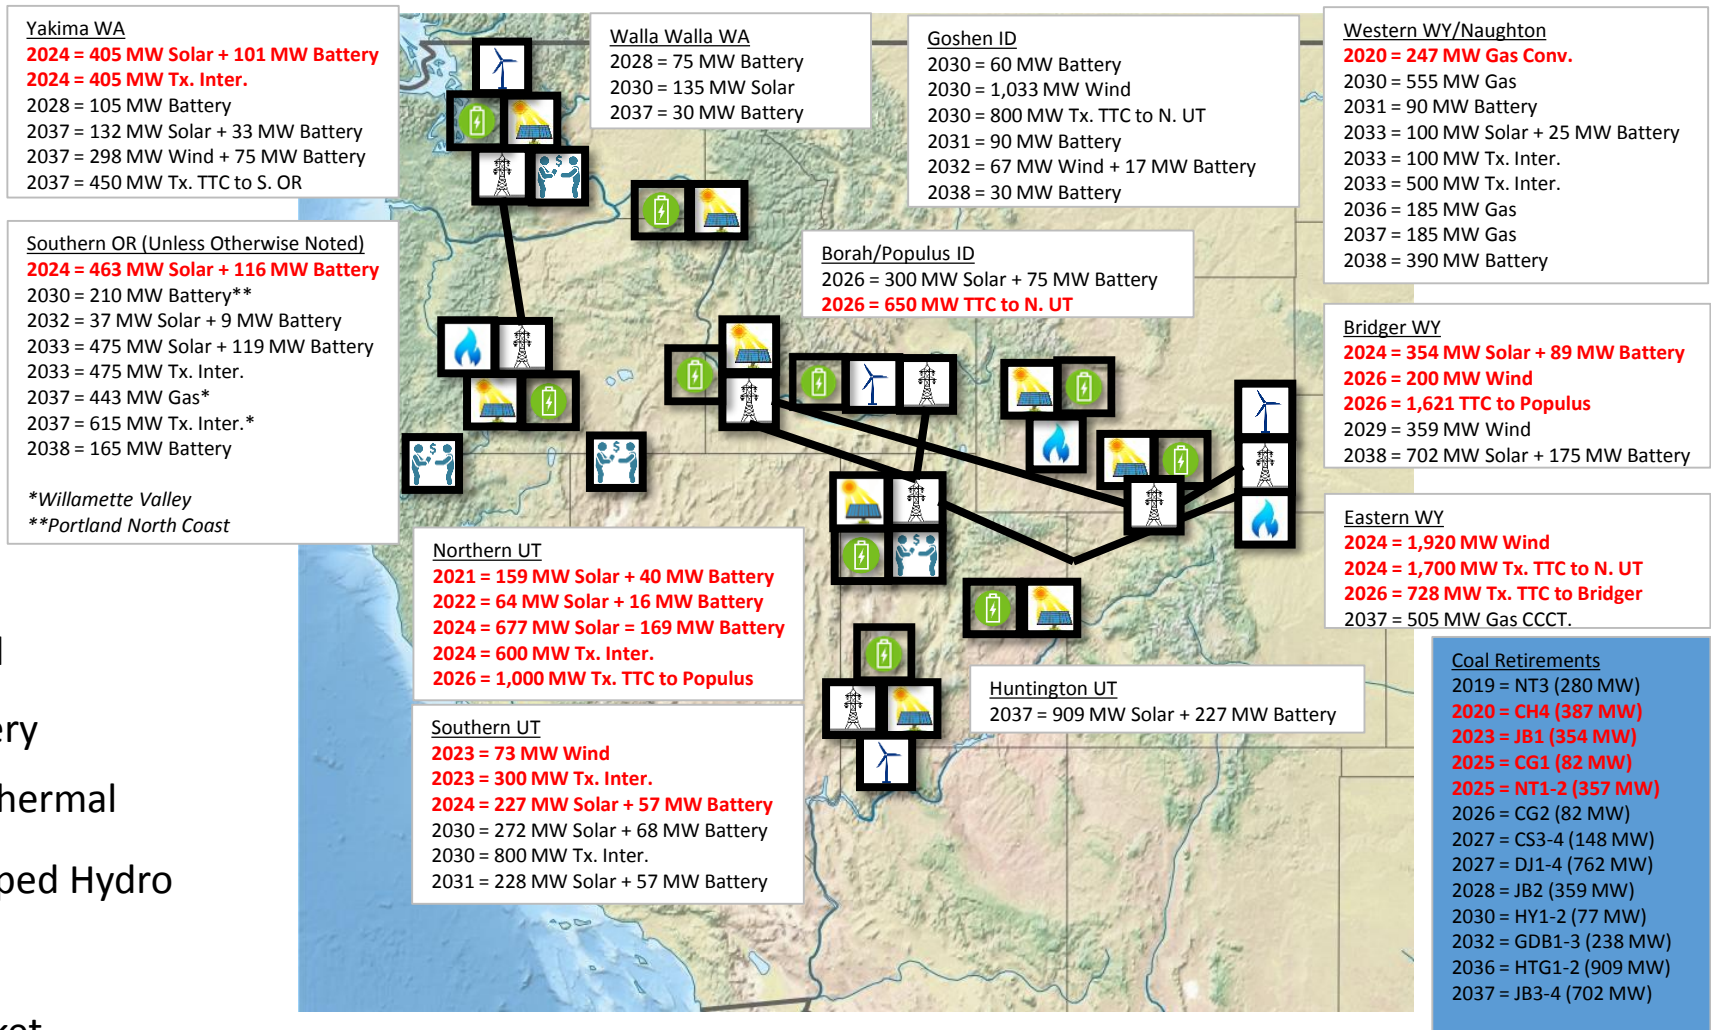 Yakima WA
2024 = 405 MW Solar + 101 MW Battery
2024 = 405 MW Tx. Inter.
2028 = 105 MW Battery
2037 = 132 MW Solar + 33 MW Battery
2037 = 298 MW Wind + 75 MW Battery
2037 = 450 MW Tx. TTC to S. OR
Walla Walla WA
2028 = 75 MW Battery
2030 = 135 MW Solar
2037 = 30 MW Battery
Goshen ID
2030 = 60 MW Battery
2030 = 1,033 MW Wind
2030 = 800 MW Tx. TTC to N. UT
2031 = 90 MW Battery
2032 = 67 MW Wind + 17 MW Battery
2038 = 30 MW Battery
Western WY/Naughton
2020 = 247 MW Gas Conv.
2030 = 555 MW Gas
2031 = 90 MW Battery
2033 = 100 MW Solar + 25 MW Battery
2033 = 100 MW Tx. Inter.
2033 = 500 MW Tx. Inter.
2036 = 185 MW Gas
2037 = 185 MW Gas
2038 = 390 MW Battery
Southern OR (Unless Otherwise Noted)
2024 = 463 MW Solar + 116 MW Battery
2030 = 210 MW Battery**
2032 = 37 MW Solar + 9 MW Battery
2033 = 475 MW Solar + 119 MW Battery
2033 = 475 MW Tx. Inter.
2037 = 443 MW Gas*
2037 = 615 MW Tx. Inter.*
2038 = 165 MW Battery
*Willamette Valley
**Portland North Coast
Borah/Populus ID
2026 = 300 MW Solar + 75 MW Battery
2026 = 650 MW TTC to N. UT
Bridger WY
2024 = 354 MW Solar + 89 MW Battery
2026 = 200 MW Wind
2026 = 1,621 TTC to Populus
2029 = 359 MW Wind
2038 = 702 MW Solar + 175 MW Battery
Eastern WY
2024 = 1,920 MW Wind
2024 = 1,700 MW Tx. TTC to N. UT
2026 = 728 MW Tx. TTC to Bridger
2037 = 505 MW Gas CCCT.
Northern UT
2021 = 159 MW Solar + 40 MW Battery
2022 = 64 MW Solar + 16 MW Battery
2024 = 677 MW Solar = 169 MW Battery
2024 = 600 MW Tx. Inter.
2026 = 1,000 MW Tx. TTC to Populus
Southern UT
2023 = 73 MW Wind
2023 = 300 MW Tx. Inter.
2024 = 227 MW Solar + 57 MW Battery
2030 = 272 MW Solar + 68 MW Battery
2030 = 800 MW Tx. Inter.
2031 = 228 MW Solar + 57 MW Battery
Huntington UT
2037 = 909 MW Solar + 227 MW Battery
Coal Retirements
2019 = NT3 (280 MW)
2020 = CH4 (387 MW)
2023 = JB1 (354 MW)
2025 = CG1 (82 MW)
2025 = NT1-2 (357 MW)
2026 = CG2 (82 MW)
2027 = CS3-4 (148 MW)
2027 = DJ1-4 (762 MW)
2028 = JB2 (359 MW)
2030 = HY1-2 (77 MW)
2032 = GDB1-3 (238 MW)
2036 = HTG1-2 (909 MW)
2037 = JB3-4 (702 MW)
ery
hermal
ped Hydro